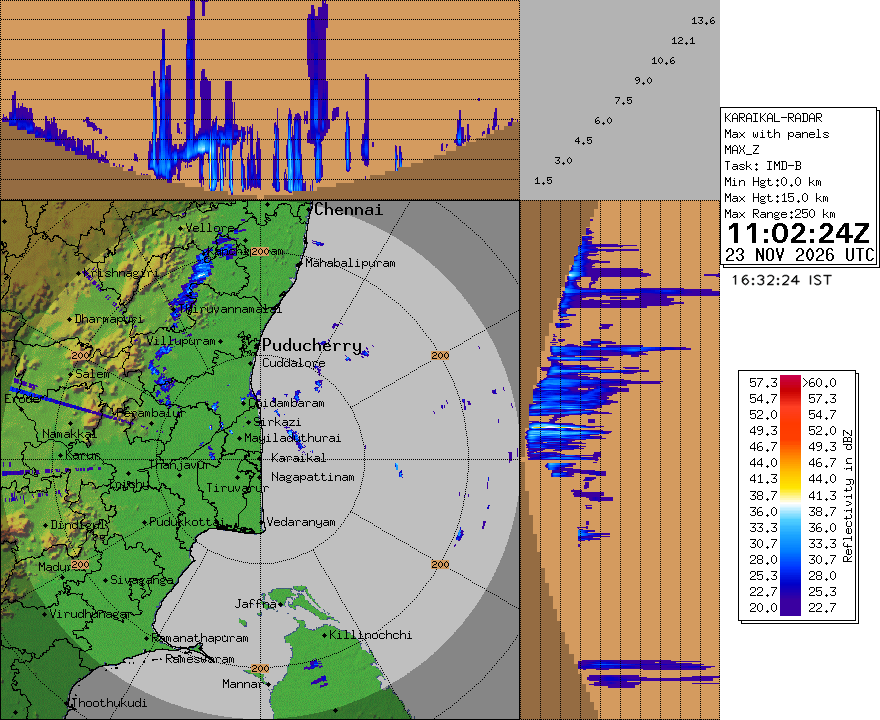 13.6
12.1
10.6
9.0
7.5
6.0
4.5
3.0
1.5
KARAIKAL-RADAR
Max with panels
MAX_Z
Task: IMD-B
Min Hgt:0.0 km
Max Hgt:15.0 km
Max Range:250 km
11:02:24Z
23 NOV 2026 UTC
16:32:24 IST
Chennai
Vellore
200
Mahabalipuram
Krishnagiri
Tiruvannamalai
Dharmapuri
Villupuram
Puducherry
200
200
Cuddalore
Salem
Erode
Perambalur
Chidambaram
Sirkazi
Namakkal
Mayiladuthurai
Karur
Karaikal
Thanjavur
Nagapattinam
Tiruvarur
Dindigul
Pudukkottai
Vedaranyam
200
200
Madurai
Sivaganga
Jaffna
Virudhunagar
Killinochchi
Ramanathapuram
Rameswaram
200
Mannar
Thoothukudi
57.3 >60.0
54.7 57.3
52.0 54.7
49.3 52.0
46.7 49.3
44.0 46.7
41.3 44.0
38.7 41.3
36.0 38.7
33.3 36.0
30.7 33.3
28.0 30.7
25.3 28.0
22.7 25.3
20.0 22.7
Reflectivity in dBZ